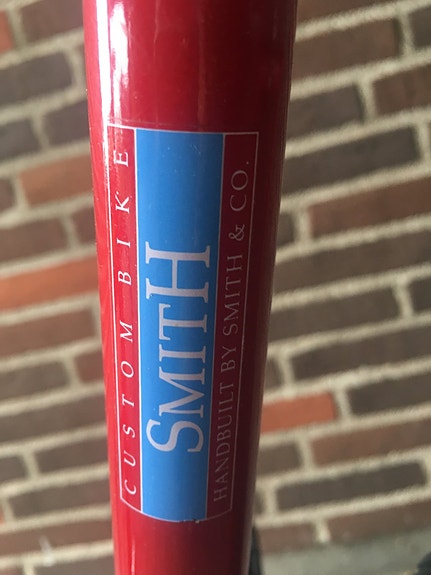 CUSTOM BIKE
SMITH
HANDBUILT BY SMITH & CO.